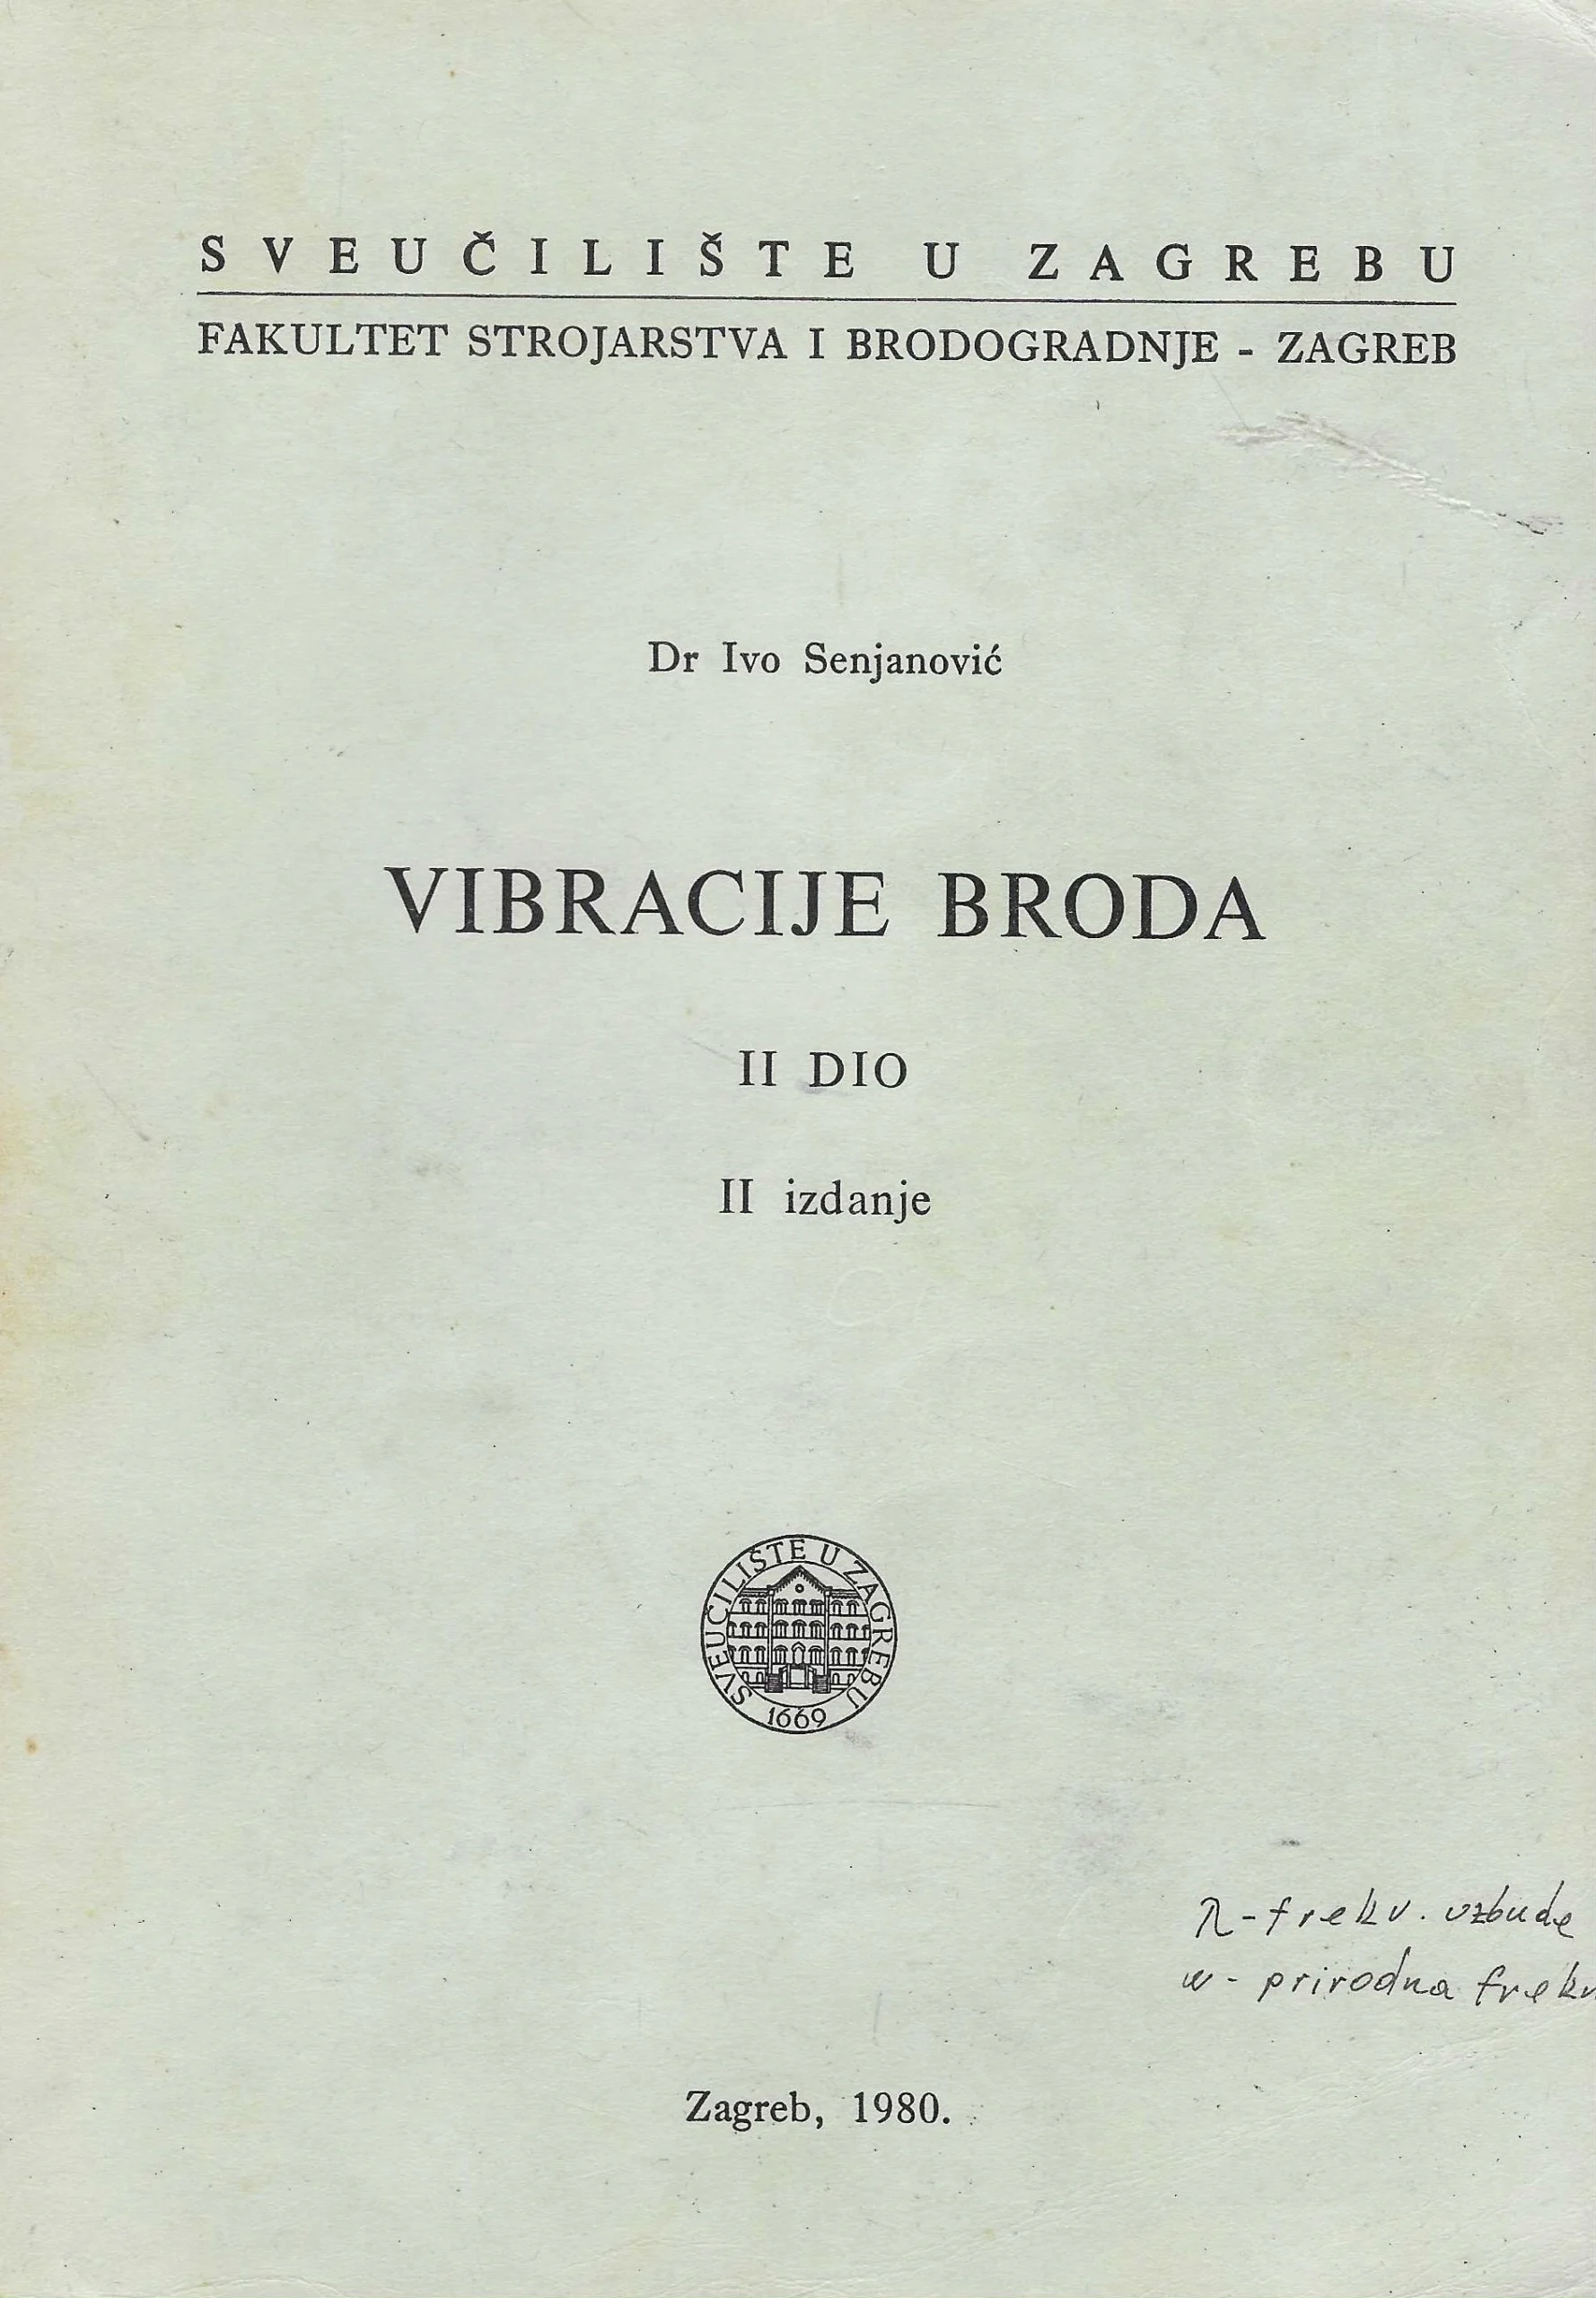 SVEUČILIŠTE U ZAGREBU
FAKULTET STROJARSTVA I BRODOGRADNJE - ZAGREB
Dr Ivo Senjanović
VIBRACIJE BRODA
II DIO
II izdanje
SVEUČILIŠTE U ZAGREBU
1669
- frekv. uzbude
ω - prirodna frekv
Zagreb, 1980.